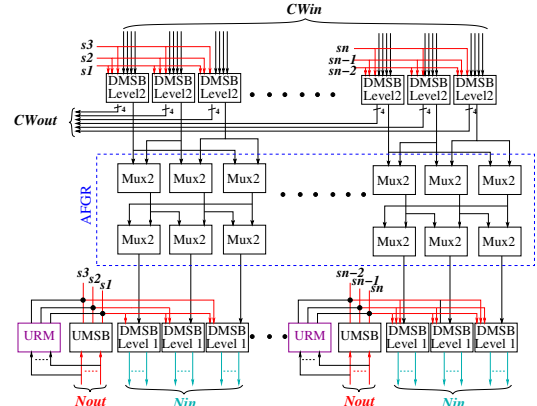 CWin
s3
s2
s1
sn
sn-1
sn-2
DMSB Level2
DMSB Level2
DMSB Level2
DMSB Level2
DMSB Level2
DMSB Level2
4
4
4
4
4
4
CWout
AFGR
Mux2
Mux2
Mux2
Mux2
Mux2
Mux2
Mux2
Mux2
Mux2
Mux2
Mux2
Mux2
s3
s2
s1
sn-2
sn-1
sn
URM
UMSB
DMSB Level 1
DMSB Level 1
DMSB Level 1
URM
UMSB
DMSB Level 1
DMSB Level 1
DMSB Level 1
Nout
Nin
Nout
Nin